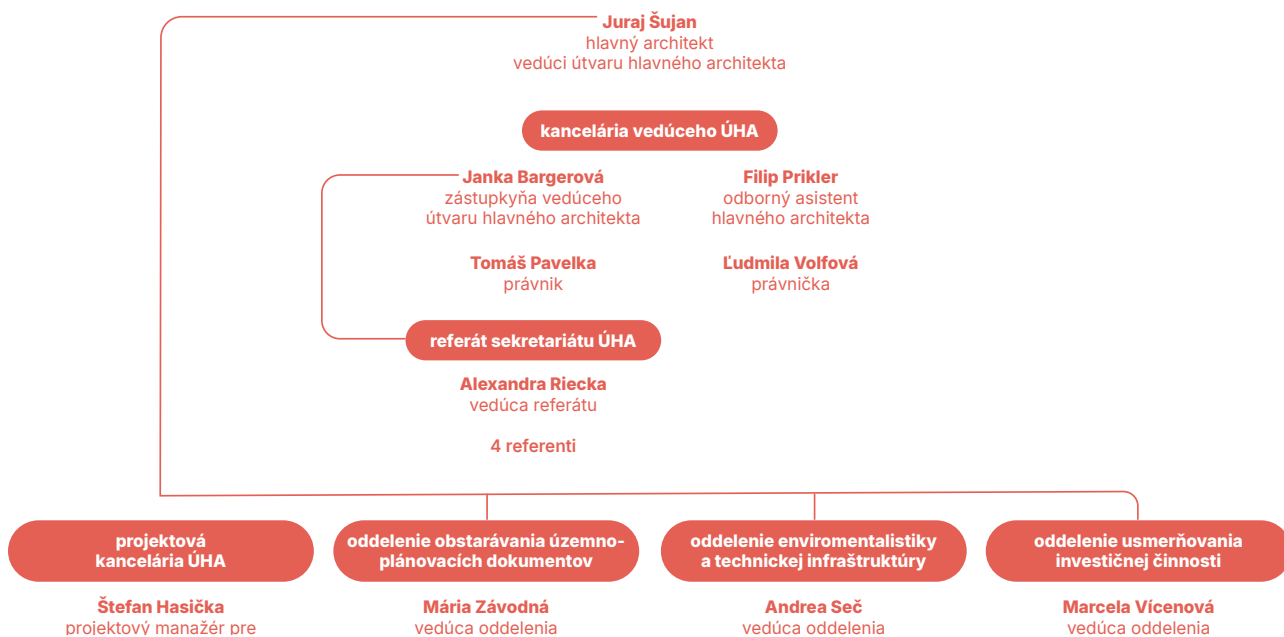 Juraj Šujan
hlavný architekt
vedúci útvaru hlavného architekta
kancelária vedúceho ÚHA
Janka Bargerová
zástupkyňa vedúceho
útvaru hlavného architekta
Filip Prikler
odborný asistent
hlavného architekta
Tomáš Pavelka
právnik
Ľudmila Volfová
právnička
referát sekretariátu ÚHA
Alexandra Riecka
vedúca referátu
4 referenti
projektová
kancelária ÚHA
Štefan Hasička
projektový manažér pre
oddelenie obstarávania územno-
plánovacích dokumentov
Mária Závodná
vedúca oddelenia
oddelenie enviromentalistiky
a technickej infraštruktúry
Andrea Seč
vedúca oddelenia
oddelenie usmerňovania
investičnej činnosti
Marcela Vícenová
vedúca oddelenia